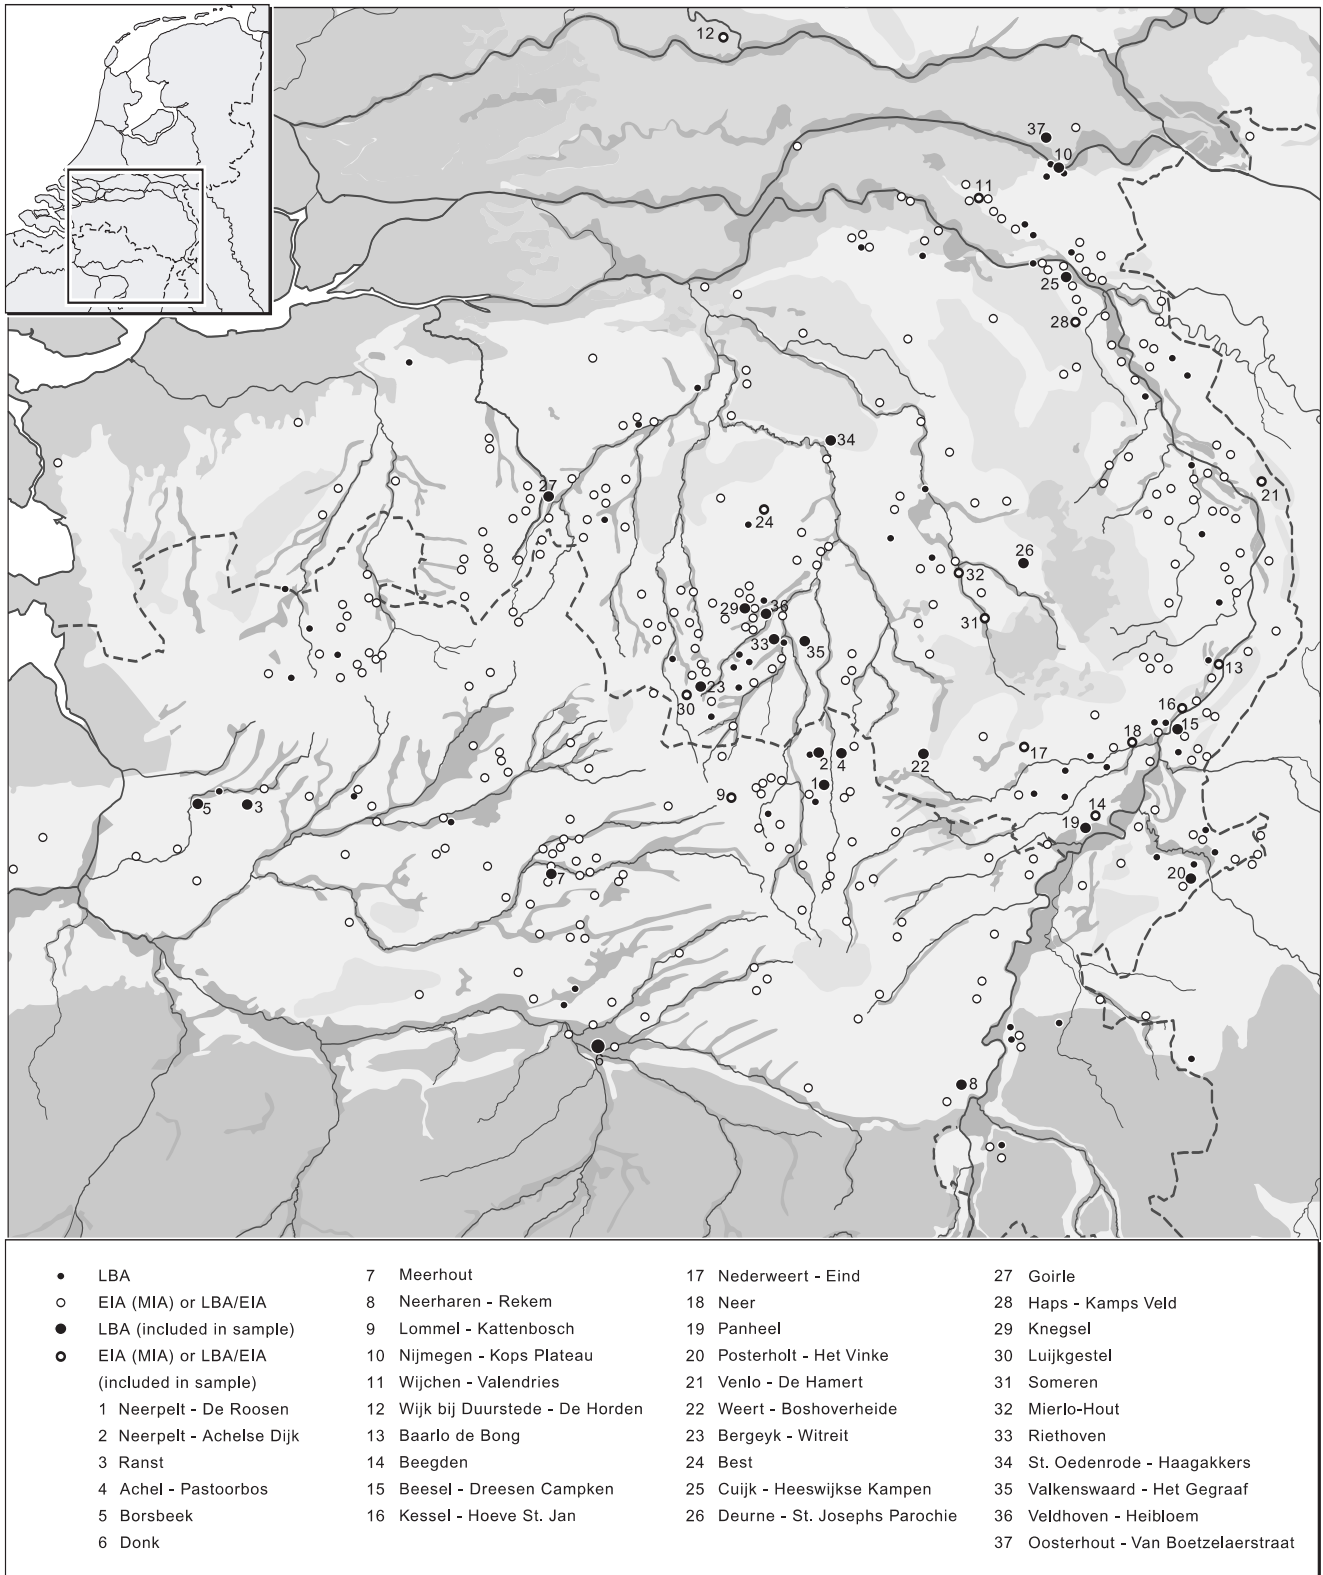 12
37
10
11
25
28
34
27
21
24
26
32
29
36
31
33
35
13
23
30
16
15
18
17
2
4
22
1
9
5
3
14
19
7
20
6
8
LBA
EIA (MIA) or LBA/EIA
LBA (included in sample)
EIA (MIA) or LBA/EIA
(included in sample)
1 Neerpelt - De Roosen
2 Neerpelt - Achelse Dijk
3 Ranst
4 Achel - Pastoorbos
5 Borsbeek
6 Donk
7 Meerhout
8 Neerharen - Rekem
9 Lommel - Kattenbosch
10 Nijmegen - Kops Plateau
11 Wijchen - Valendries
12 Wijk bij Duurstede - De Horden
13 Baarlo de Bong
14 Beegden
15 Beesel - Dreesen Campken
16 Kessel - Hoeve St. Jan
17 Nederweert - Eind
18 Neer
19 Panheel
20 Posterholt - Het Vinke
21 Venlo - De Hamert
22 Weert - Boshoverheide
23 Bergeyk - Witreit
24 Best
25 Cuijk - Heeswijkse Kampen
26 Deurne - St. Josephs Parochie
27 Goirle
28 Haps - Kamps Veld
29 Knegsel
30 Luijkgestel
31 Someren
32 Mierlo-Hout
33 Riethoven
34 St. Oedenrode - Haagakkers
35 Valkenswaard - Het Gegraaf
36 Veldhoven - Heibloem
37 Oosterhout - Van Boetzelaerstraat